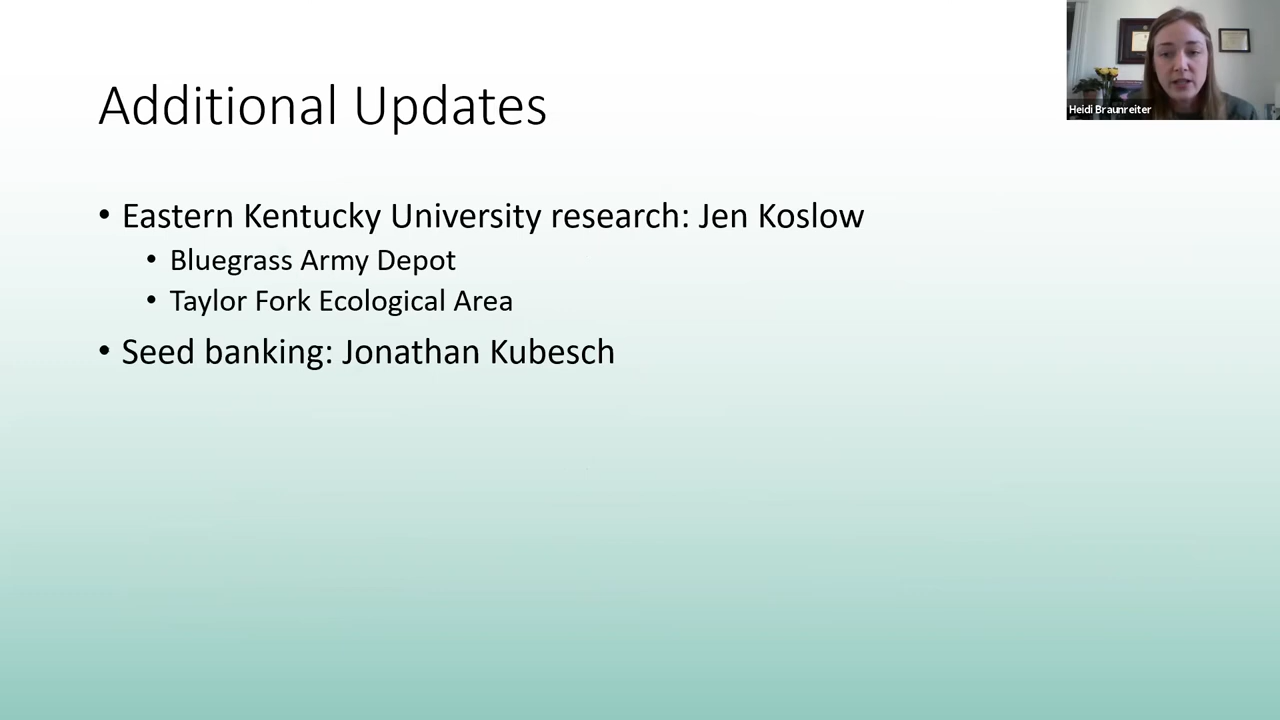 Additional Updates
Heidi Braunreiter
• Eastern Kentucky University research: Jen Koslow
• Bluegrass Army Depot
• Taylor Fork Ecological Area
• Seed banking: Jonathan Kubesch